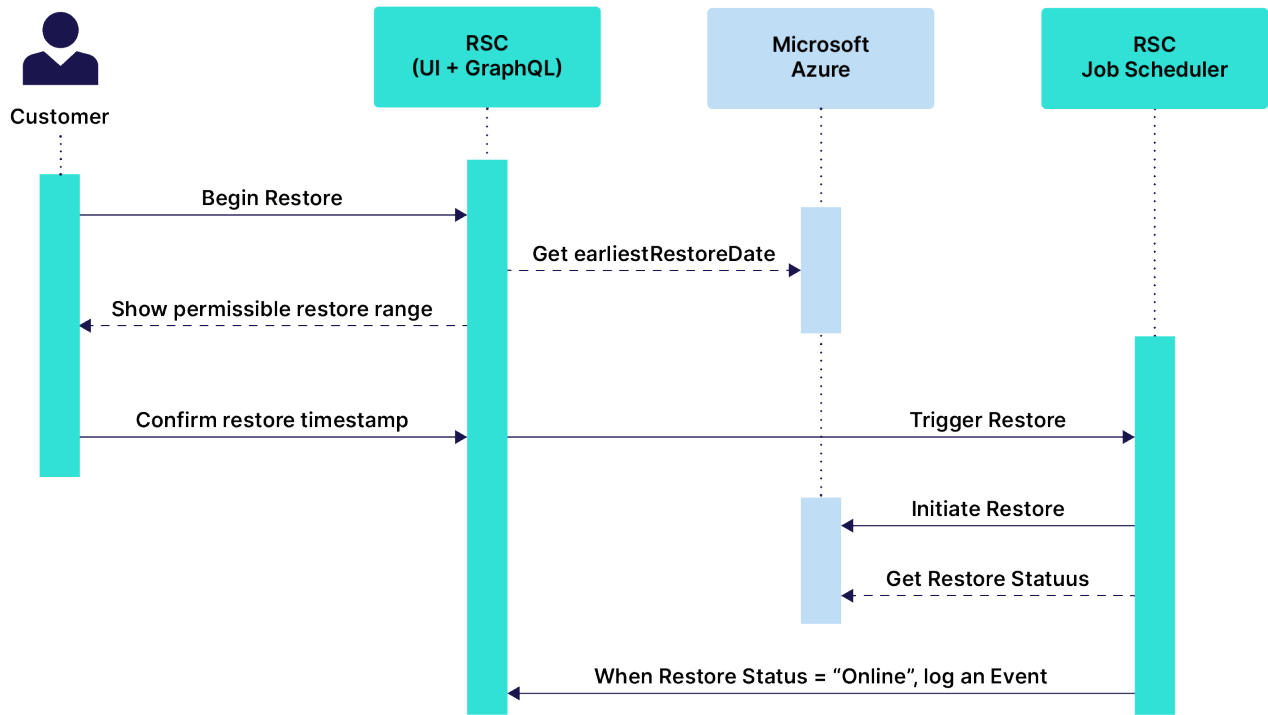 RSC
(UI + GraphQL)
Microsoft
Azure
RSC
Job Scheduler
Customer
Begin Restore
Get earliestRestoreDate
Show permissible restore range
Confirm restore timestamp
Trigger Restore
Initiate Restore
Get Restore Statuus
When Restore Status = “Online”, log an Event